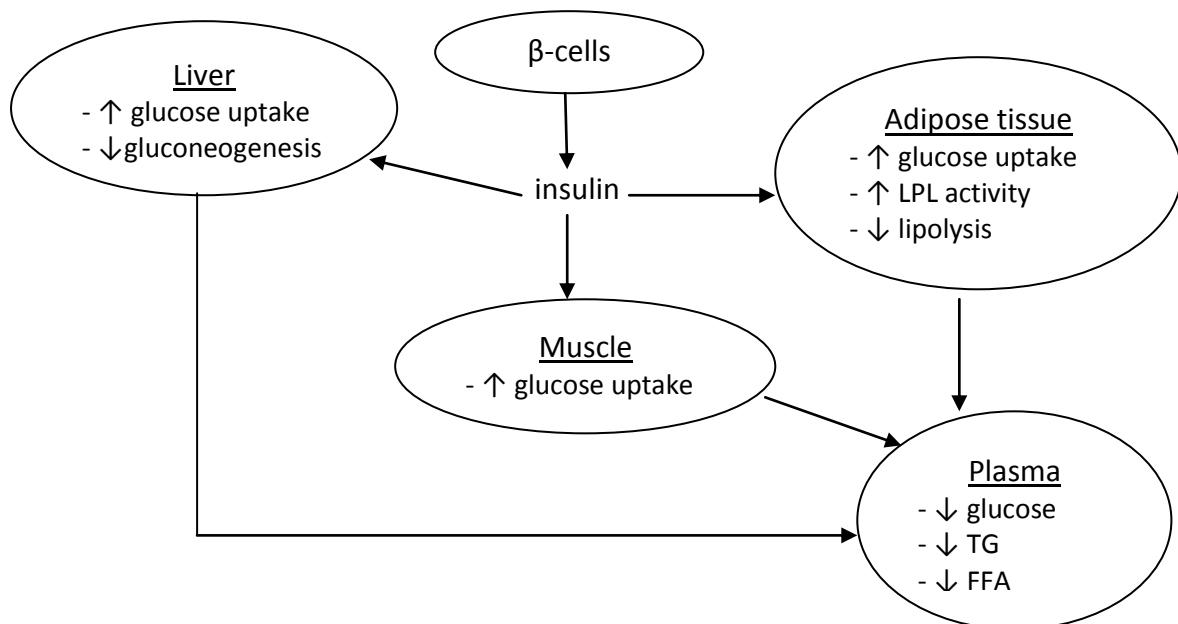 β-cells
Liver
- ↑ glucose uptake
- ↓gluconeogenesis
Adipose tissue
- ↑ glucose uptake
- ↑ LPL activity
- ↓ lipolysis
insulin
Muscle
- ↑ glucose uptake
Plasma
- ↓ glucose
- ↓ TG
- ↓ FFA